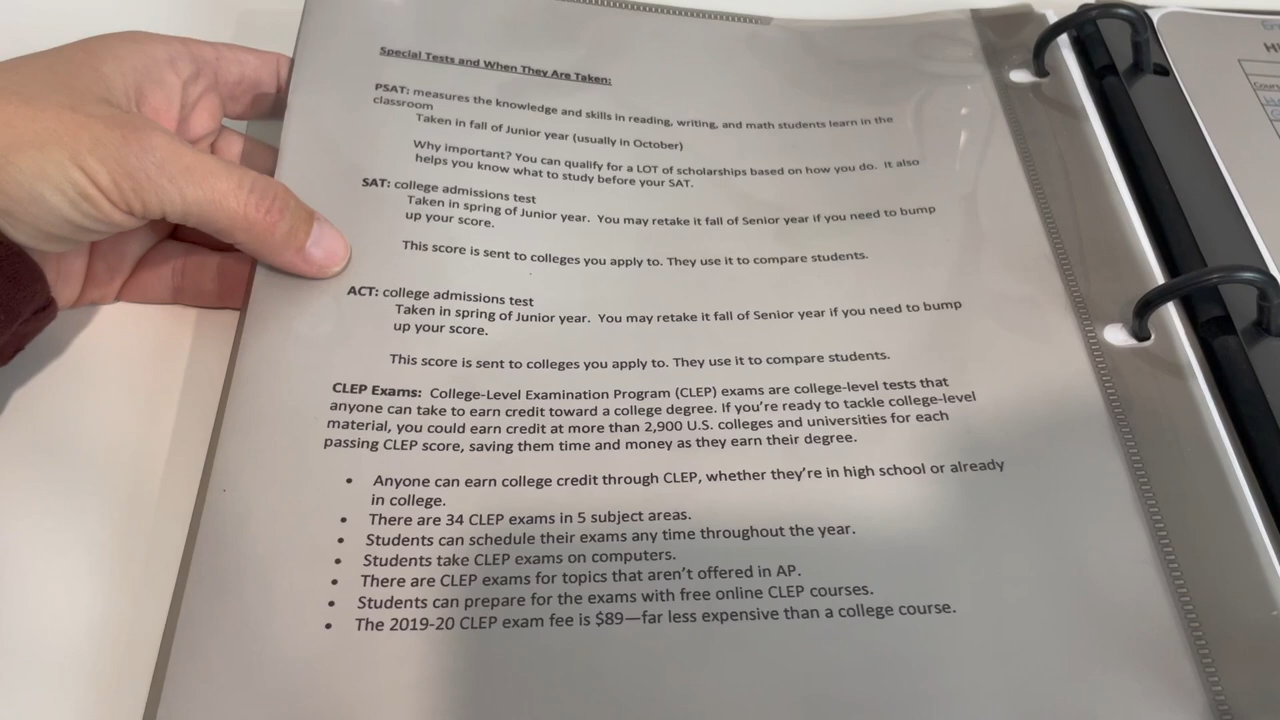 Special Tests and When They Are Taken:
PSAT: measures the knowledge and skills in reading, writing, and math students learn in the
classroom
Taken in fall of Junior year (usually in October)
Why important? You can qualify for a LOT of scholarships based on how you do. It also
helps you know what to study before your SAT.
SAT: college admissions test
Taken in spring of Junior year. You may retake it fall of Senior year if you need to bump
up your score.
This score is sent to colleges you apply to. They use it to compare students.
ACT: college admissions test
Taken in spring of Junior year. You may retake it fall of Senior year if you need to bump
up your score.
This score is sent to colleges you apply to. They use it to compare students.
CLEP Exams: College-Level Examination Program (CLEP) exams are college-level tests that
anyone can take to earn credit toward a college degree. If you're ready to tackle college-level
material, you could earn credit at more than 2,900 U.S. colleges and universities for each
passing CLEP score, saving them time and money as they earn their degree.
• Anyone can earn college credit through CLEP, whether they're in high school or already
in college.
• There are 34 CLEP exams in 5 subject areas.
• Students can schedule their exams any time throughout the year.
• Students take CLEP exams on computers.
• There are CLEP exams for topics that aren't offered in AP.
• Students can prepare for the exams with free online CLEP courses.
• The 2019-20 CLEP exam fee is $89—far less expensive than a college course.